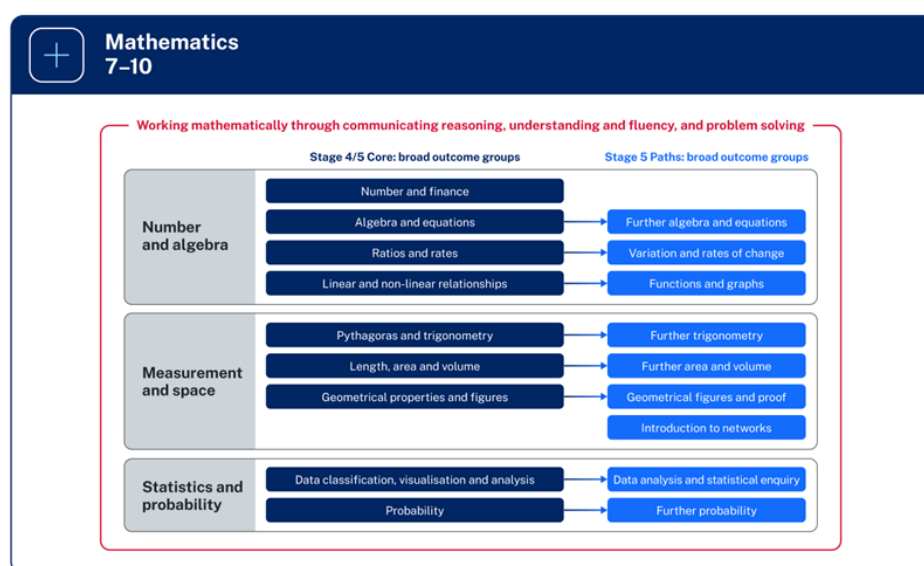 Mathematics
7–10
Working mathematically through communicating reasoning, understanding and fluency, and problem solving
Stage 4/5 Core: broad outcome groups
Stage 5 Paths: broad outcome groups
Number
and algebra
Number and finance
Algebra and equations
Further algebra and equations
Ratios and rates
Variation and rates of change
Linear and non-linear relationships
Functions and graphs
Measurement
and space
Pythagoras and trigonometry
Further trigonometry
Length, area and volume
Further area and volume
Geometrical properties and figures
Geometrical figures and proof
Introduction to networks
Statistics and
probability
Data classification, visualisation and analysis
Data analysis and statistical enquiry
Probability
Further probability